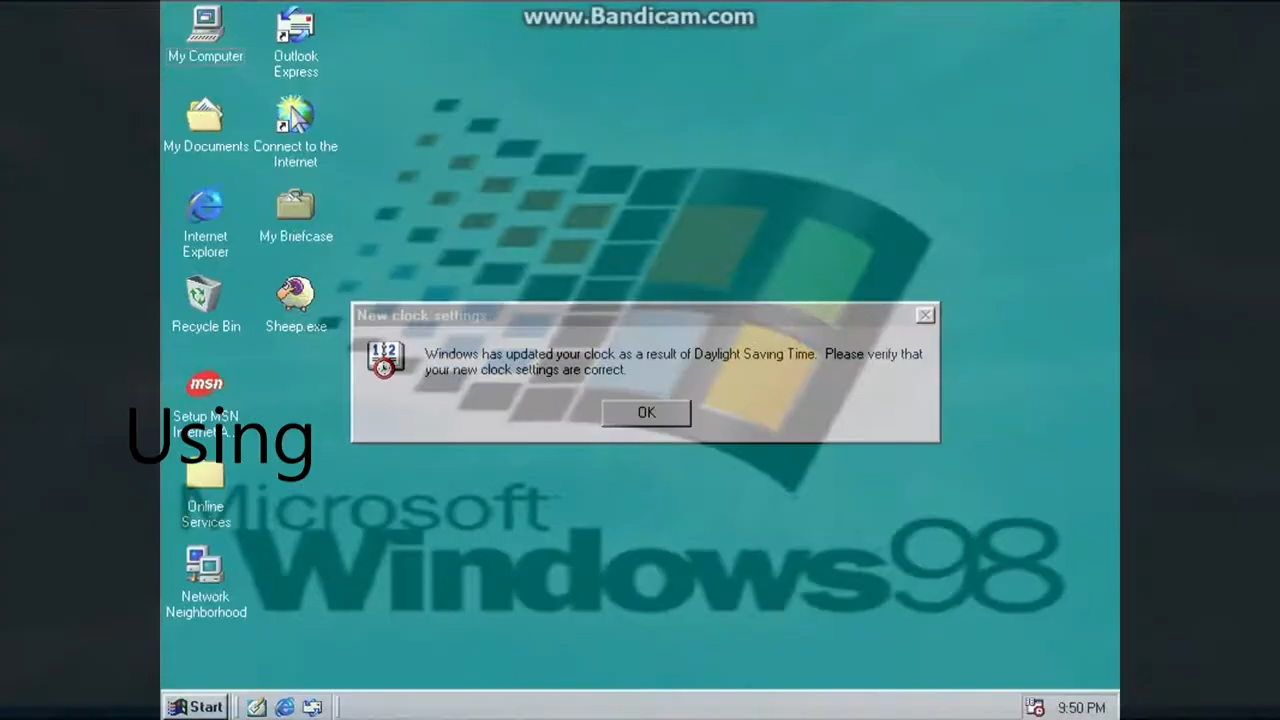 www.Bandicam.com
My Computer
Outlook
Express
My Documents
Connect to the
Internet
Internet
Explorer
My Briefcase
Recycle Bin
Sheep.exe
msn
Setup MSN
Internet A...
Using
Online
Services
Network
Neighborhood
New clock settings
12
Windows has updated your clock as a result of Daylight Saving Time. Please verify that
your new clock settings are correct.
OK
Microsoft
Windows98
Start
9:50 PM